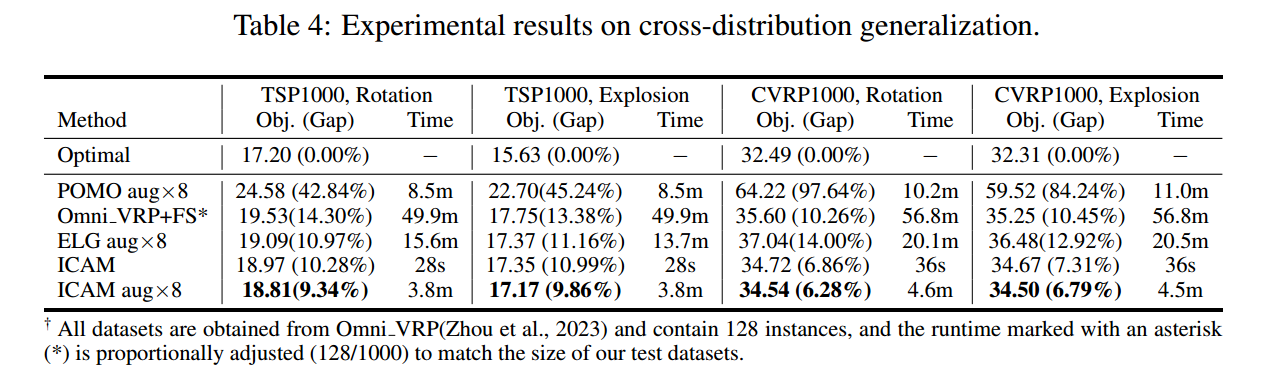 Table 4: Experimental results on cross-distribution generalization.
TSP1000, Rotation TSP1000, Explosion CVRP1000, Rotation CVRP1000, Explosion
Method Obj. (Gap) Time Obj. (Gap) Time Obj. (Gap) Time Obj. (Gap) Time
Optimal 17.20 (0.00%) − 15.63 (0.00%) − 32.49 (0.00%) − 32.31 (0.00%) −
POMO aug×8 24.58 (42.84%) 8.5m 22.70(45.24%) 8.5m 64.22 (97.64%) 10.2m 59.52 (84.24%) 11.0m
Omni_VRP+FS* 19.53(14.30%) 49.9m 17.75(13.38%) 49.9m 35.60 (10.26%) 56.8m 35.25 (10.45%) 56.8m
ELG aug×8 19.09(10.97%) 15.6m 17.37 (11.16%) 13.7m 37.04(14.00%) 20.1m 36.48(12.92%) 20.5m
ICAM 18.97 (10.28%) 28s 17.35 (10.99%) 28s 34.72 (6.86%) 36s 34.67 (7.31%) 36s
ICAM aug×8 18.81(9.34%) 3.8m 17.17 (9.86%) 3.8m 34.54 (6.28%) 4.6m 34.50 (6.79%) 4.5m
† All datasets are obtained from Omni_VRP(Zhou et al., 2023) and contain 128 instances, and the runtime marked with an asterisk
(*) is proportionally adjusted (128/1000) to match the size of our test datasets.